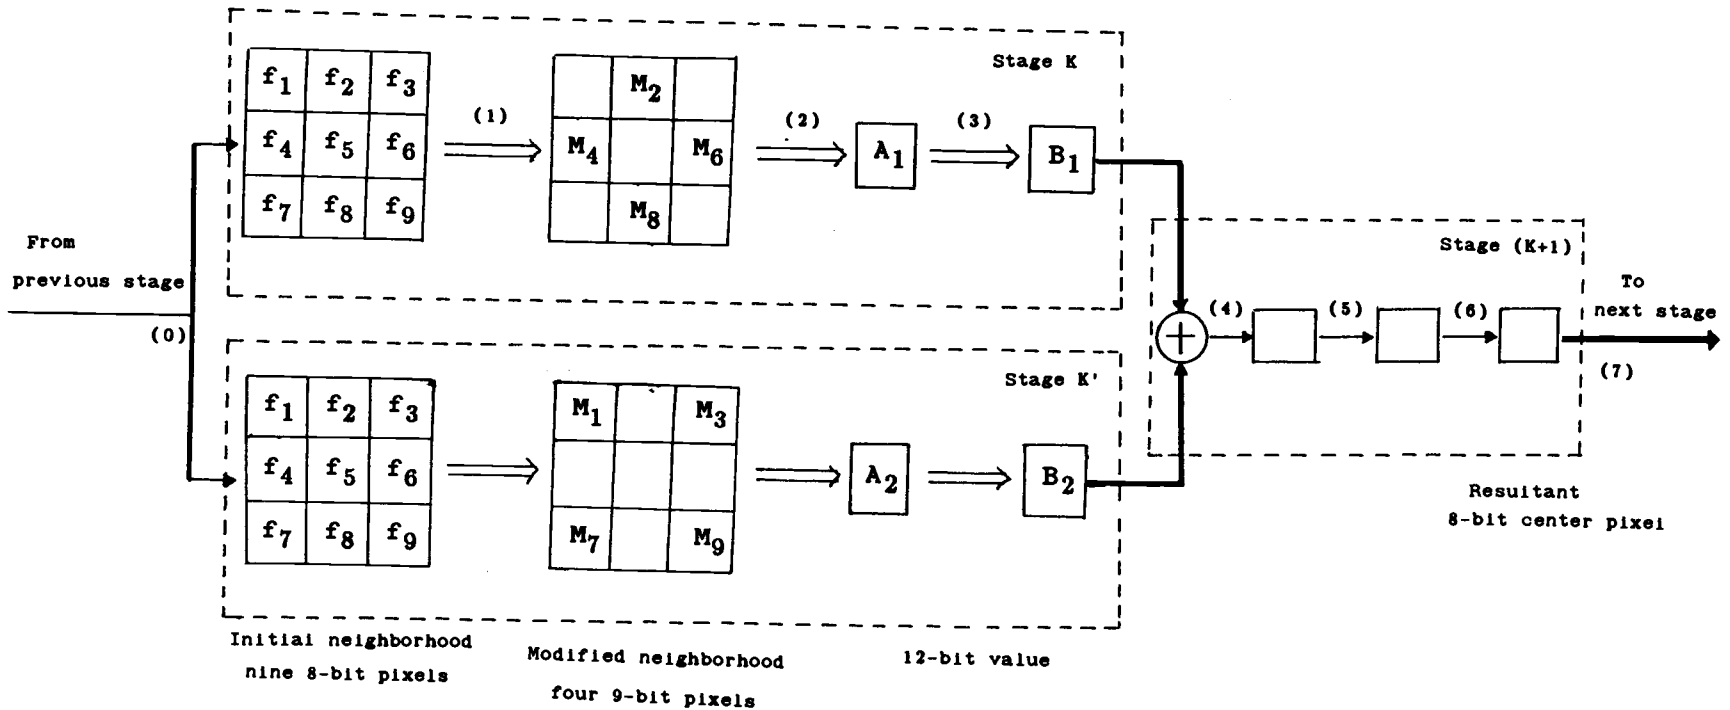 Stage K
f1 f2 f3
f4 f5 f6
f7 f8 f9
(1)
M2
M4 M6
M8
(2)
A1
(3)
B1
From
previous stage
(0)
Stage (K+1)
+
(4)
(5)
(6)
To
next stage
(7)
Stage K'
f1 f2 f3
f4 f5 f6
f7 f8 f9
M1 M3
M7 M9
A2
B2
Resuitant
8-bit center pixei
Initiai neighborhood
nine 8-bit pixels
Modified neighborhood
four 9-bit pixels
12-bit value